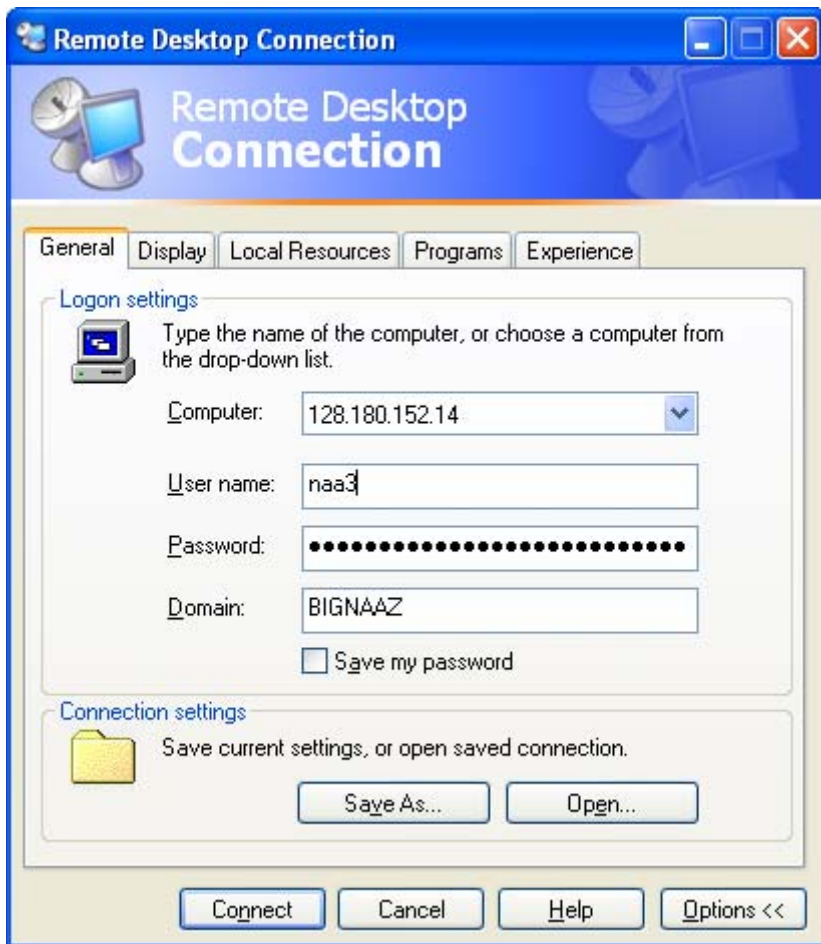 Remote Desktop Connection
Remote Desktop
Connection
General Display Local Resources Programs Experience
Logon settings
Type the name of the computer, or choose a computer from
the drop-down list.
Computer: 128.180.152.14
User name: naa3
Password: ●●●●●●●●●●●●●●●●●●●●●●●●●●●
Domain: BIGNAAZ
Save my password
Connection settings
Save current settings, or open saved connection.
Save As... Open...
Connect Cancel Help Options <<